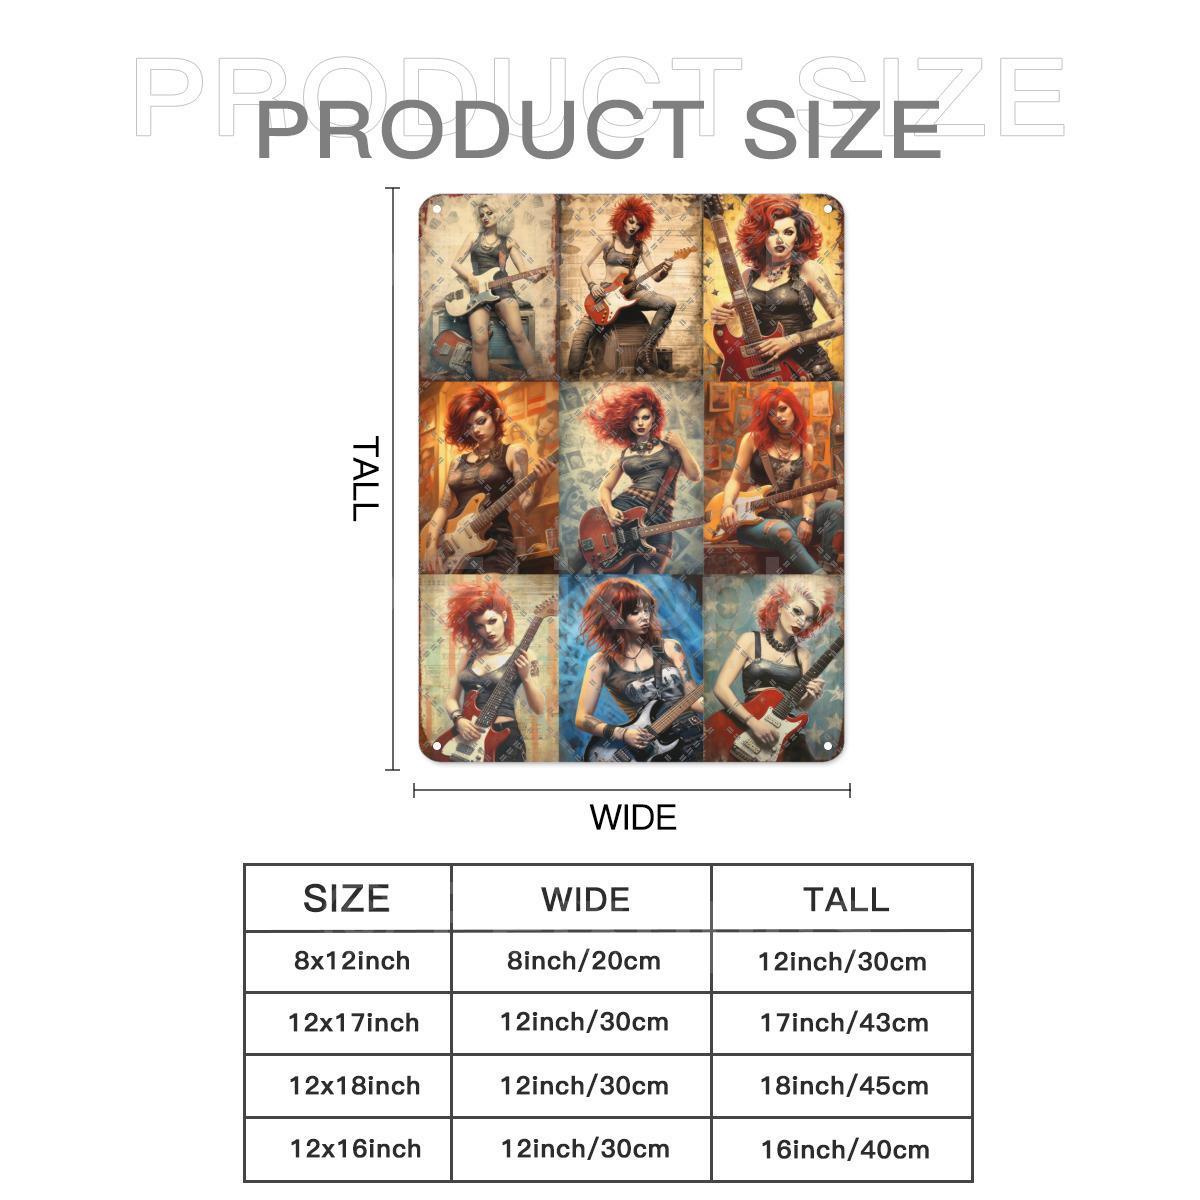 PRODUCT SIZE
PRODUCT SIZE
TALL
WIDE
SIZE WIDE TALL
8x12inch 8inch/20cm 12inch/30cm
12x17inch 12inch/30cm 17inch/43cm
12x18inch 12inch/30cm 18inch/45cm
12x16inch 12inch/30cm 16inch/40cm